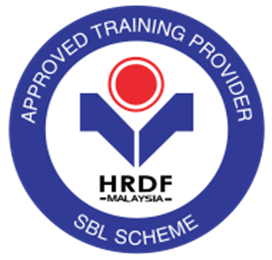 APPROVED TRAINING PROVIDER
HRDF
-MALAYSIA-
SBL SCHEME